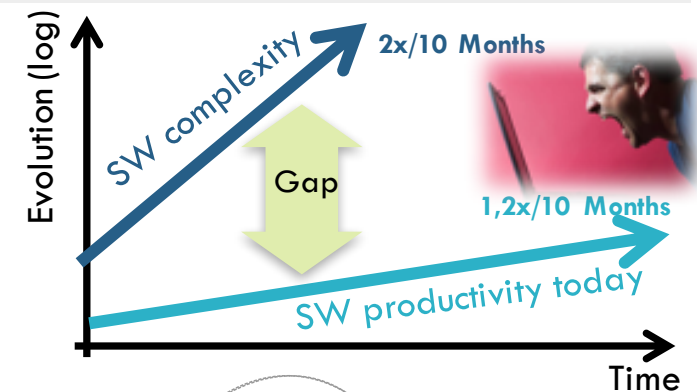 Evolution (log)
SW complexity
2x/10 Months
Gap
1,2x/10 Months
SW productivity today
Time